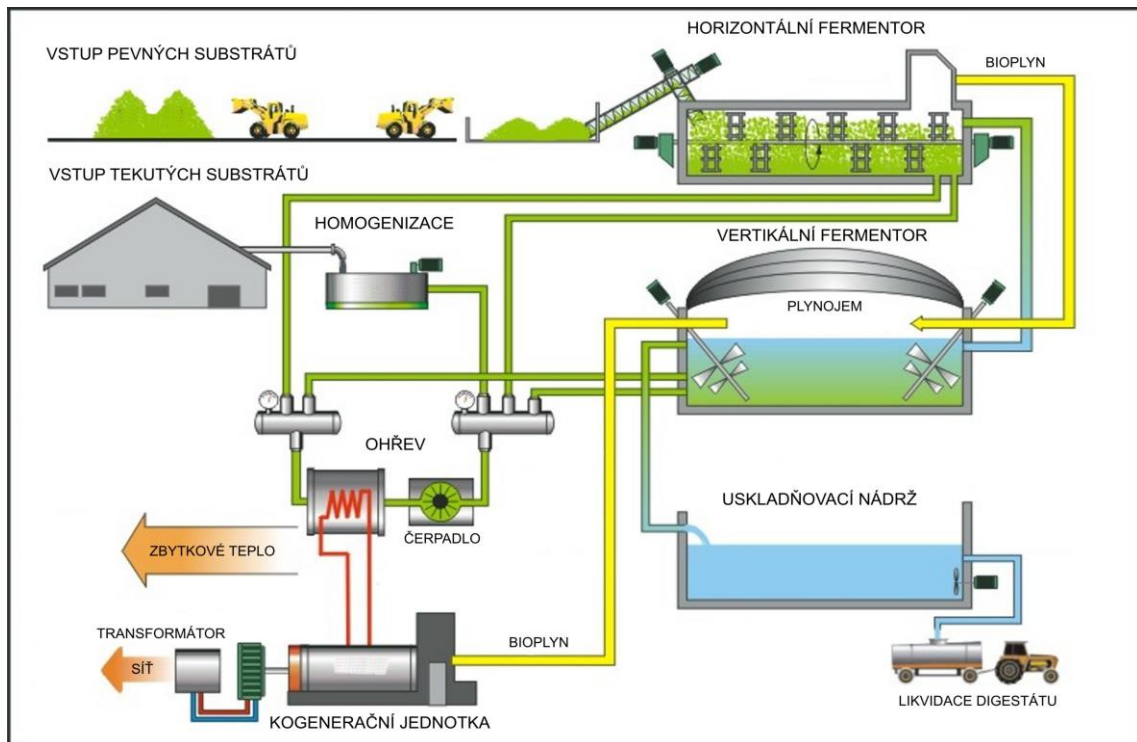 HORIZONTÁLNÍ FERMENTOR
VSTUP PEVNÝCH SUBSTRÁTŮ
BIOPLYN
VSTUP TEKUTÝCH SUBSTRÁTŮ
HOMOGENIZACE
VERTIKÁLNÍ FERMENTOR
PLYNOJEM
OHŘEV
USKLADŇOVACÍ NÁDRŽ
ČERPADLO
ZBYTKOVÉ TEPLO
TRANSFORMÁTOR
BIOPLYN
SÍŤ
LIKVIDACE DIGESTÁTU
KOGENERAČNÍ JEDNOTKA